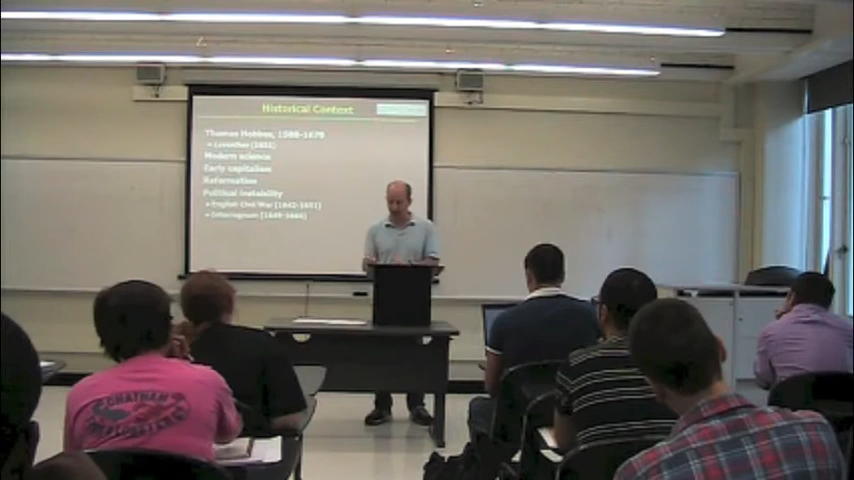 Historical Context
Thomas Hobbes, 1588-1679
Leviathan (1651)
Modern science
Early capitalism
Reformation
Political instability
English Civil War (1642-1651)
Interregnum (1649-1660)
CHATHAM